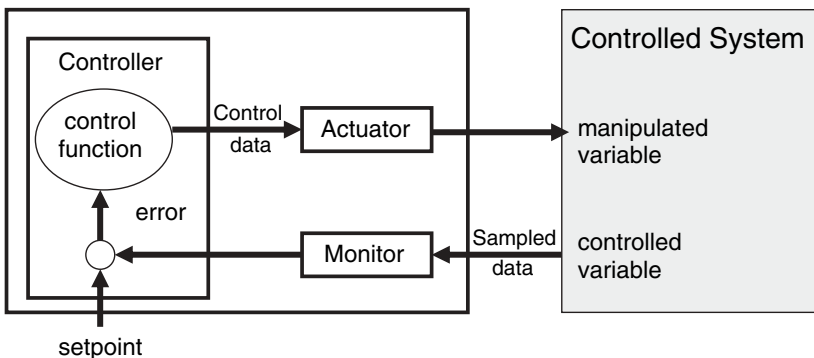 Controlled System
Controller
control
function
Control
data
Actuator
manipulated
variable
error
Monitor
Sampled
data
controlled
variable
setpoint